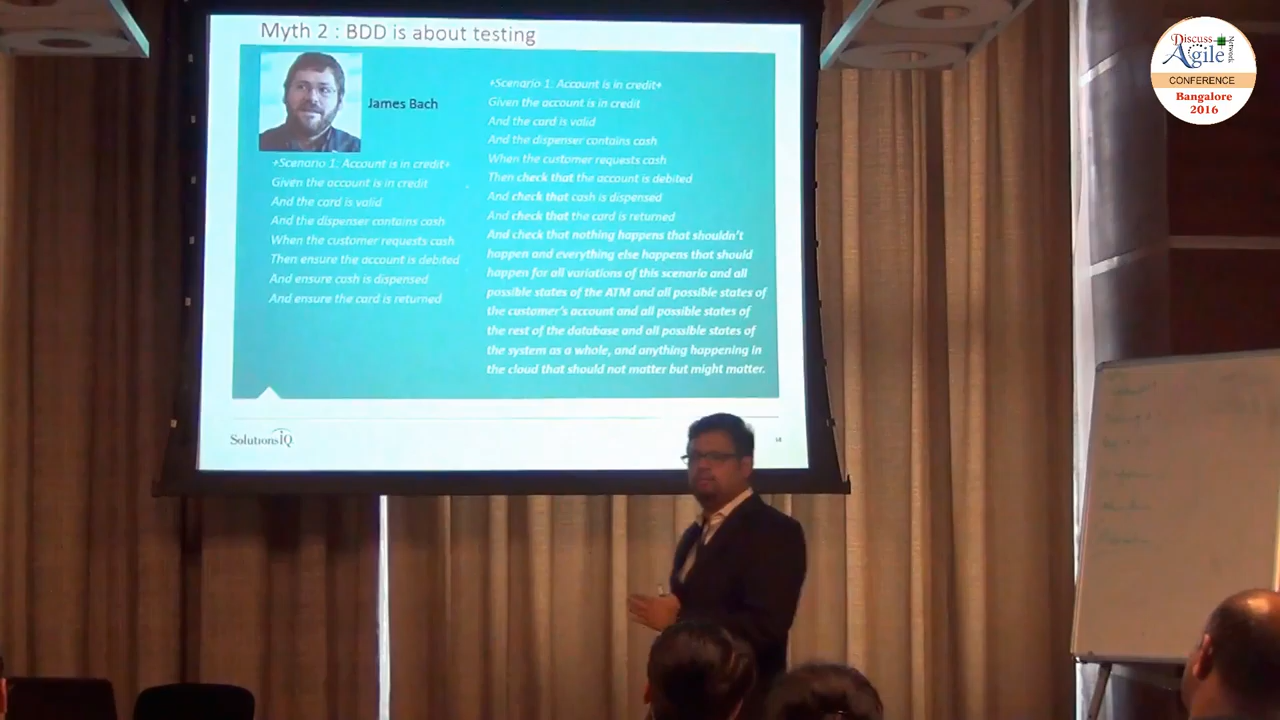 Myth 2 : BDD is about testing
James Bach
+Scenario 1: Account is in credit+
Given the account is in credit
And the card is valid
And the dispenser contains cash
When the customer requests cash
Then ensure the account is debited
And ensure cash is dispensed
And ensure the card is returned
+Scenario 1: Account is in credit+
Given the account is in credit
And the card is valid
And the dispenser contains cash
When the customer requests cash
Then check that the account is debited
And check that cash is dispensed
And check that the card is returned
And check that nothing happens that shouldn't
happen and everything else happens that should
happen for all variations of this scenario and all
possible states of the ATM and all possible states of
the customer's account and all possible states of
the rest of the database and all possible states of
the system as a whole, and anything happening in
the cloud that should not matter but might matter.
SolutionsIQ
18
Discuss
Agile
Network
CONFERENCE
Bangalore
2016